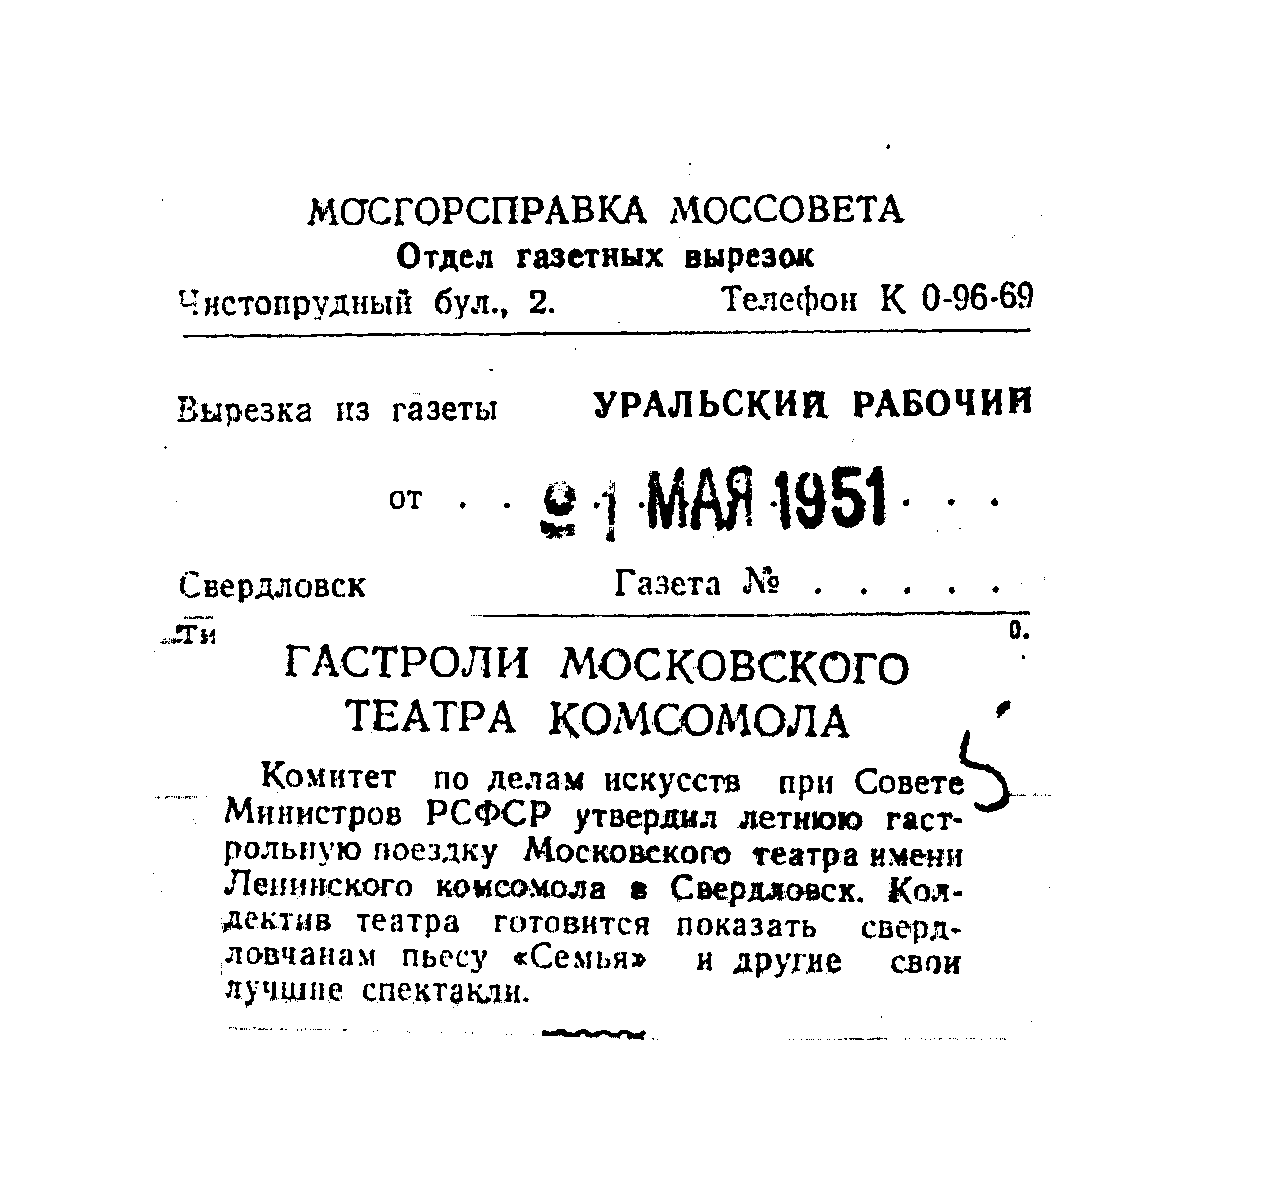 МОСГОРСПРАВКА МОССОВЕТА
Отдел газетных вырезок
Чистопрудный бул., 2. Телефон К 0-96-69
Вырезка из газеты УРАЛЬСКИЙ РАБОЧИЙ
от . . 1 МАЯ 1951 . . .
Свердловск Газета № . . . . .
ГАСТРОЛИ МОСКОВСКОГО
ТЕАТРА КОМСОМОЛА
Комитет по делам искусств при Совете
Министров РСФСР утвердил летнюю гаст-
рольную поездку Московского театра имени
Ленинского комсомола в Свердловск. Кол-
лектив театра готовится показать сверд-
ловчанам пьесу «Семья» и другие свои
лучшие спектакли.
5